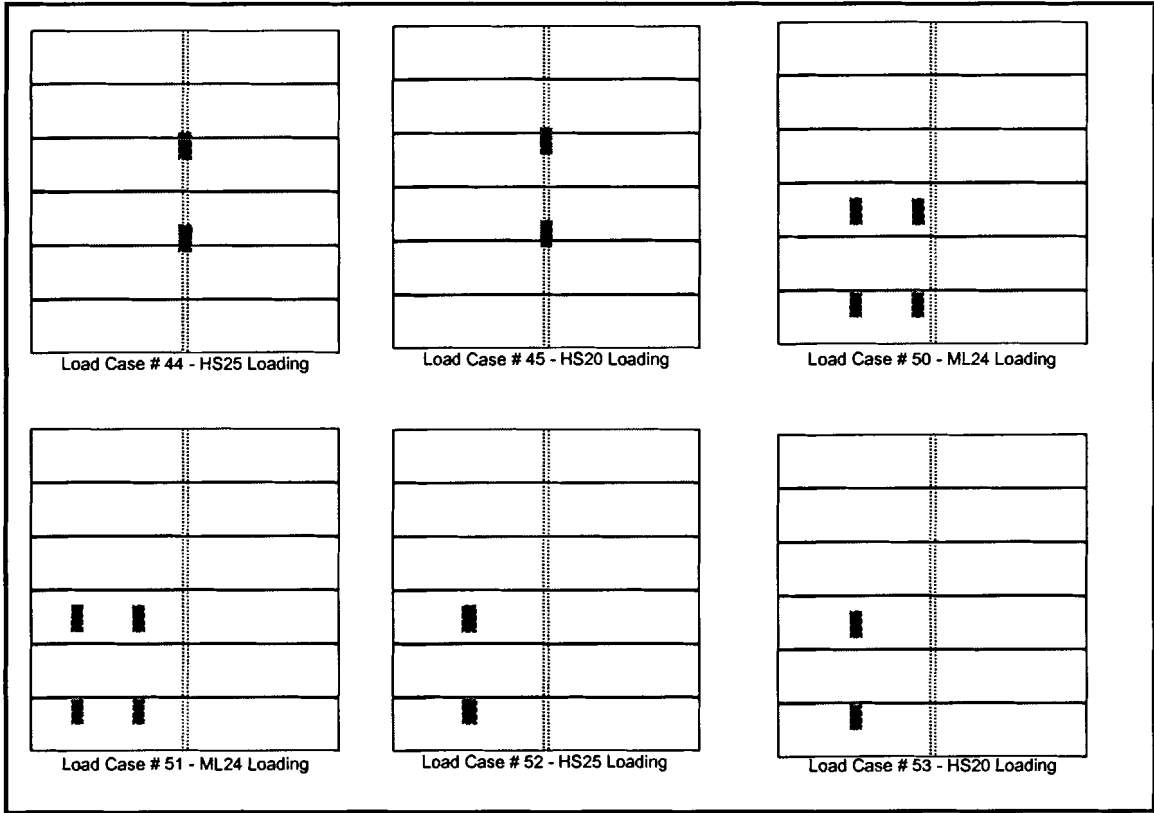 Load Case # 44 - HS25 Loading
Load Case # 45 - HS20 Loading
Load Case # 50 - ML24 Loading
Load Case # 51 - ML24 Loading
Load Case # 52 - HS25 Loading
Load Case # 53 - HS20 Loading